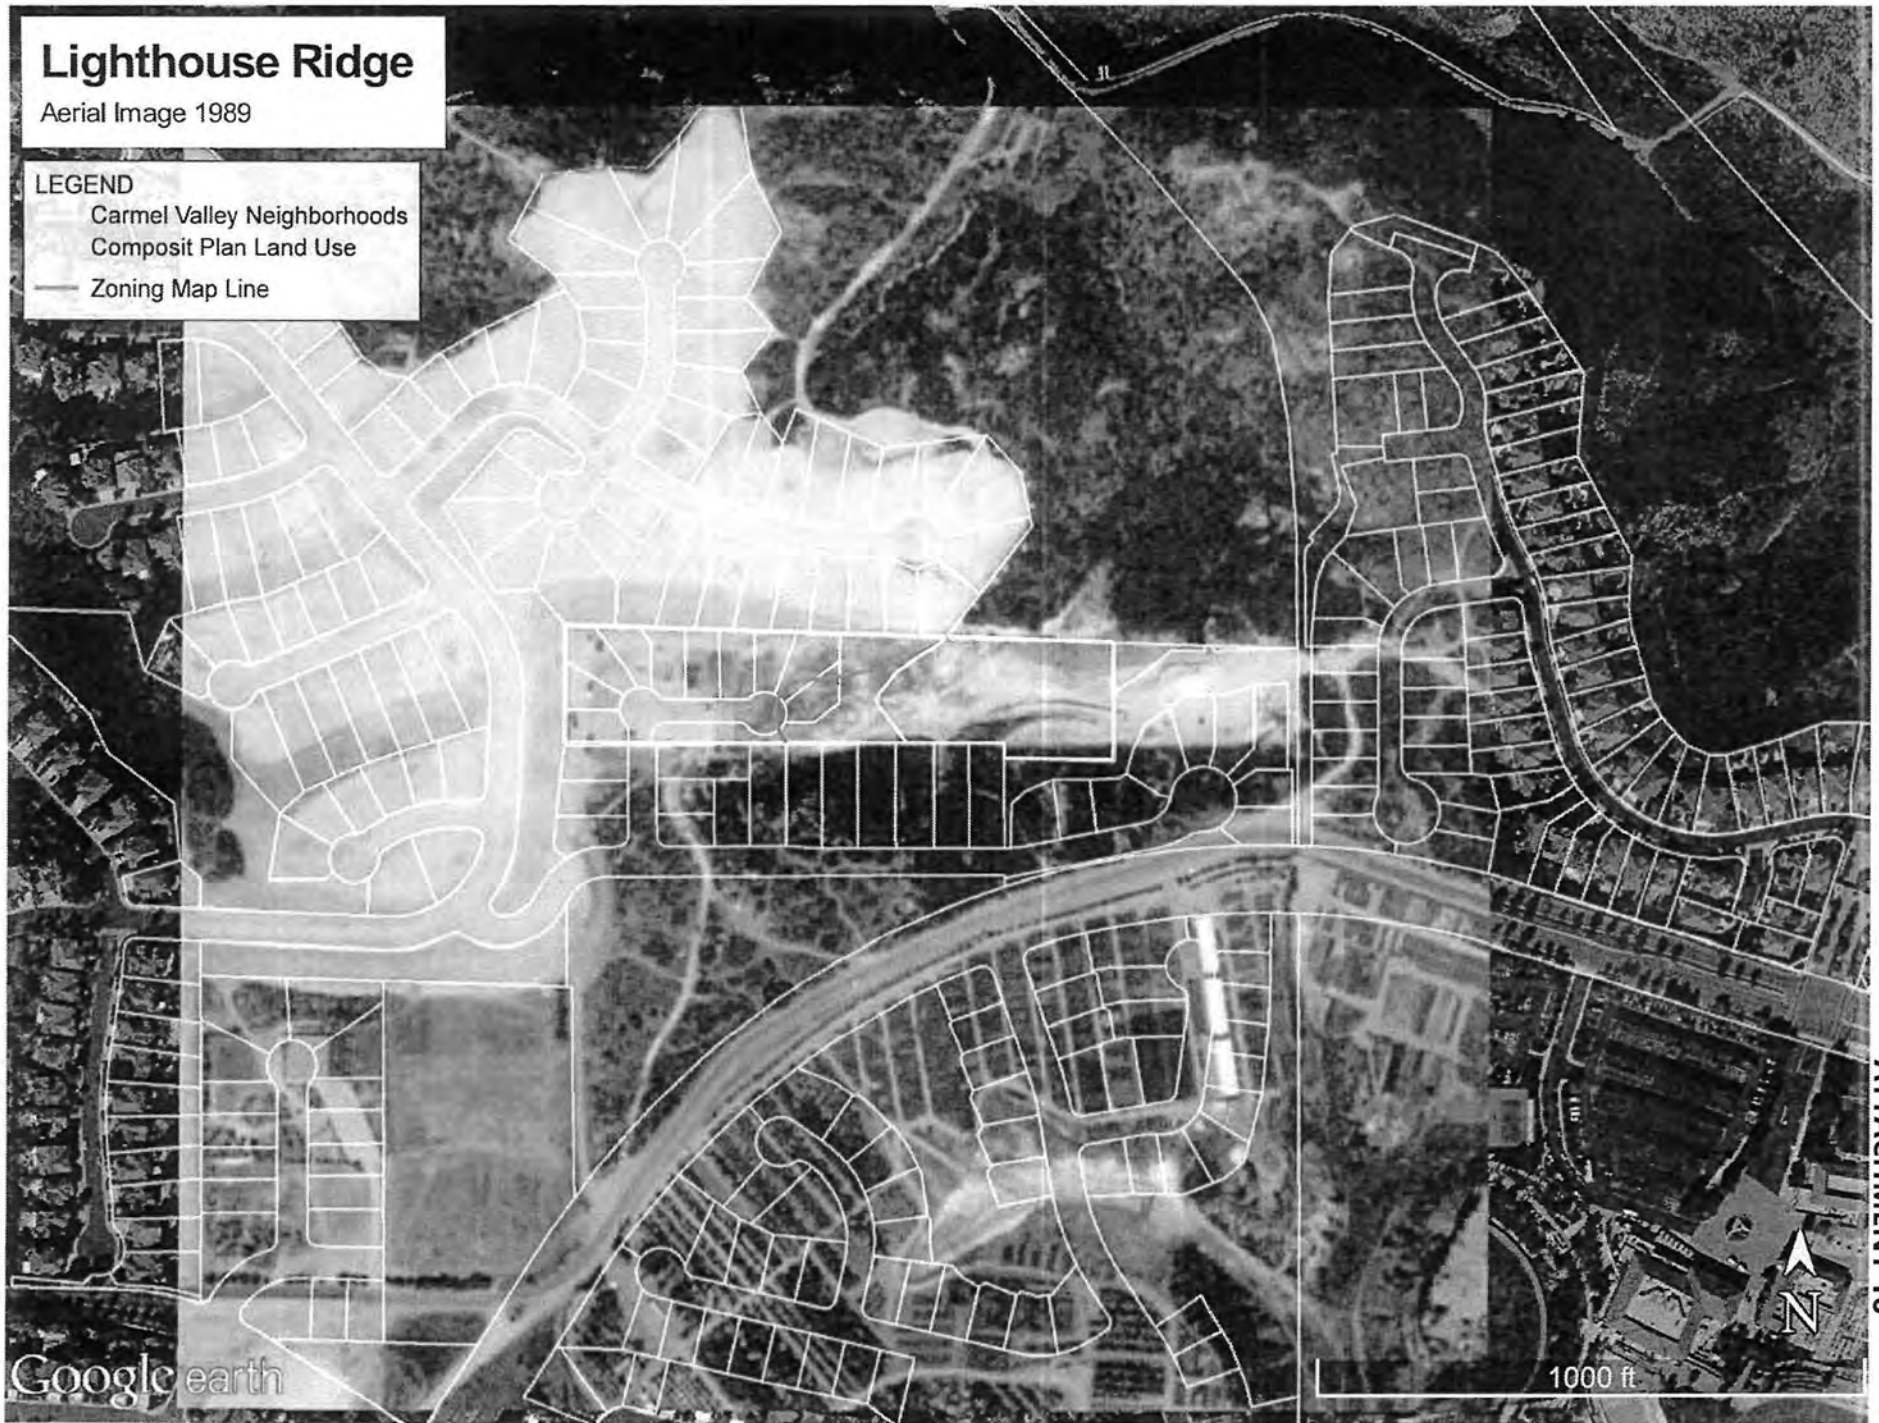 Lighthouse Ridge
Aerial Image 1989
LEGEND
Carmel Valley Neighborhoods
Composit Plan Land Use
Zoning Map Line
N
1000 ft
Google earth